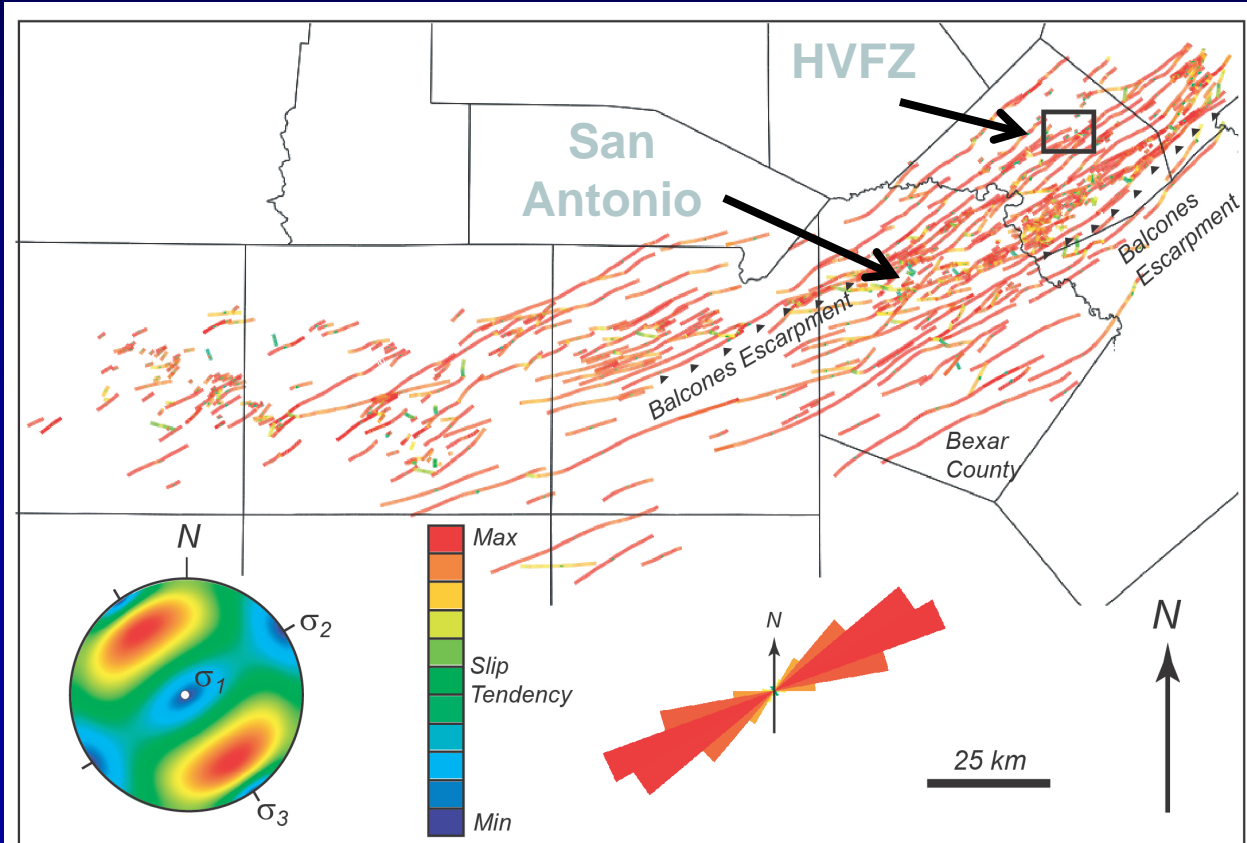 HVFZ
San
Antonio
Balcones
Escarpment
Balcones Escarpment
Bexar
County
N
σ2
σ1
σ3
Max
Slip
Tendency
Min
N
25 km
N